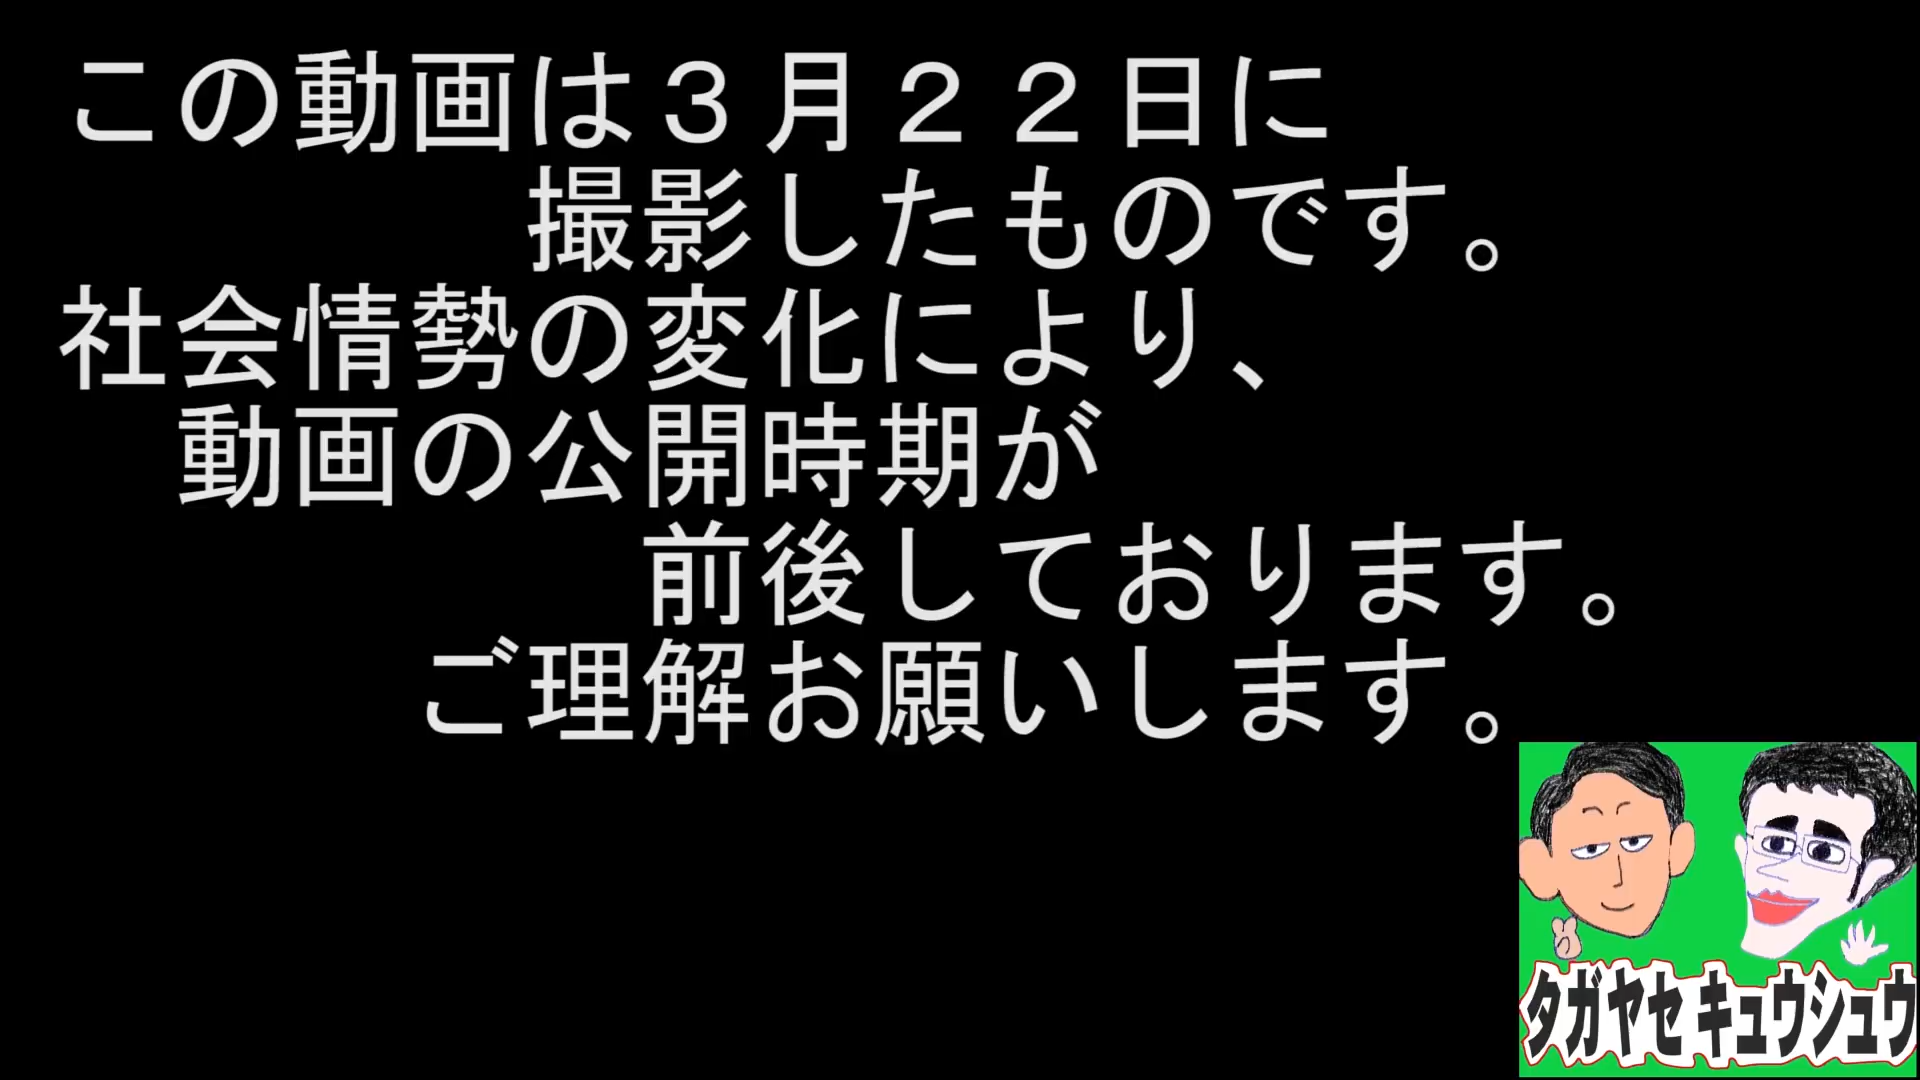 この動画は３月２２日に
撮影したものです。
社会情勢の変化により、
動画の公開時期が
前後しております。
ご理解お願いします。
タガヤセキュウシュウ